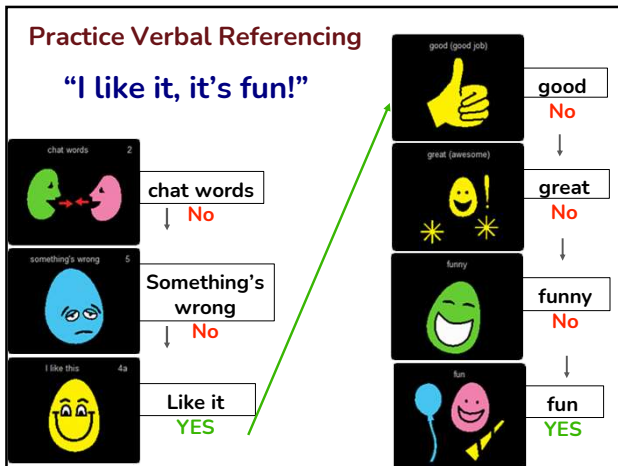 Practice Verbal Referencing
“I like it, it’s fun!”
chat words 2
chat words
No
something's wrong 5
Something’s
wrong
No
I like this 4a
Like it
YES
good (good job)
good
No
great (awesome)
great
No
funny
funny
No
fun
fun
YES